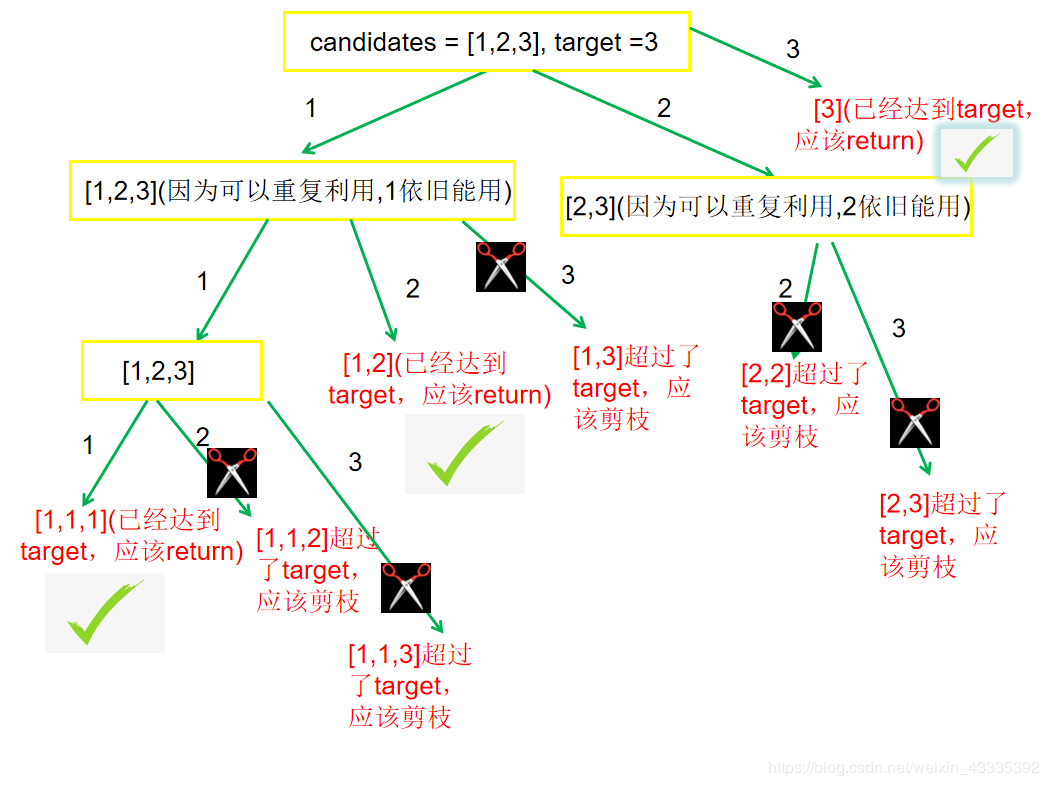 candidates = [1,2,3], target =3
3
1
2
[3](已经达到target,
应该return)
[1,2,3](因为可以重复利用,1依旧能用)
[2,3](因为可以重复利用,2依旧能用)
1
2
3
2
3
[1,2,3]
[1,2](已经达到
target，应该return)
[1,3]超过了
target，应
该剪枝
[2,2]超过了
target，应
该剪枝
1
2
3
[2,3]超过了
target，应
该剪枝
[1,1,1](已经达到
target，应该return)
[1,1,2]超过
了target，
应该剪枝
[1,1,3]超过
了target，
应该剪枝
https://blog.csdn.net/weixin_43335392